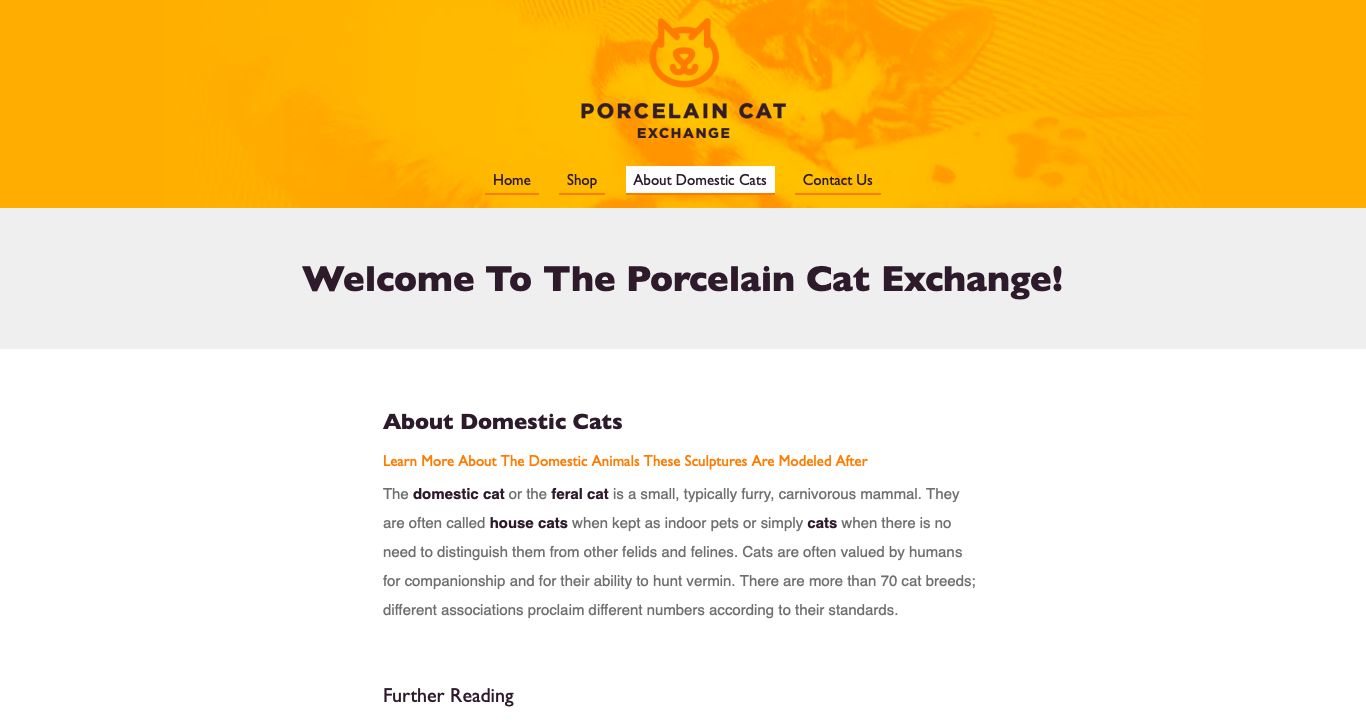 PORCELAIN CAT
EXCHANGE
Home Shop About Domestic Cats Contact Us
Welcome To The Porcelain Cat Exchange!
About Domestic Cats
Learn More About The Domestic Animals These Sculptures Are Modeled After
The domestic cat or the feral cat is a small, typically furry, carnivorous mammal. They
are often called house cats when kept as indoor pets or simply cats when there is no
need to distinguish them from other felids and felines. Cats are often valued by humans
for companionship and for their ability to hunt vermin. There are more than 70 cat breeds;
different associations proclaim different numbers according to their standards.
Further Reading